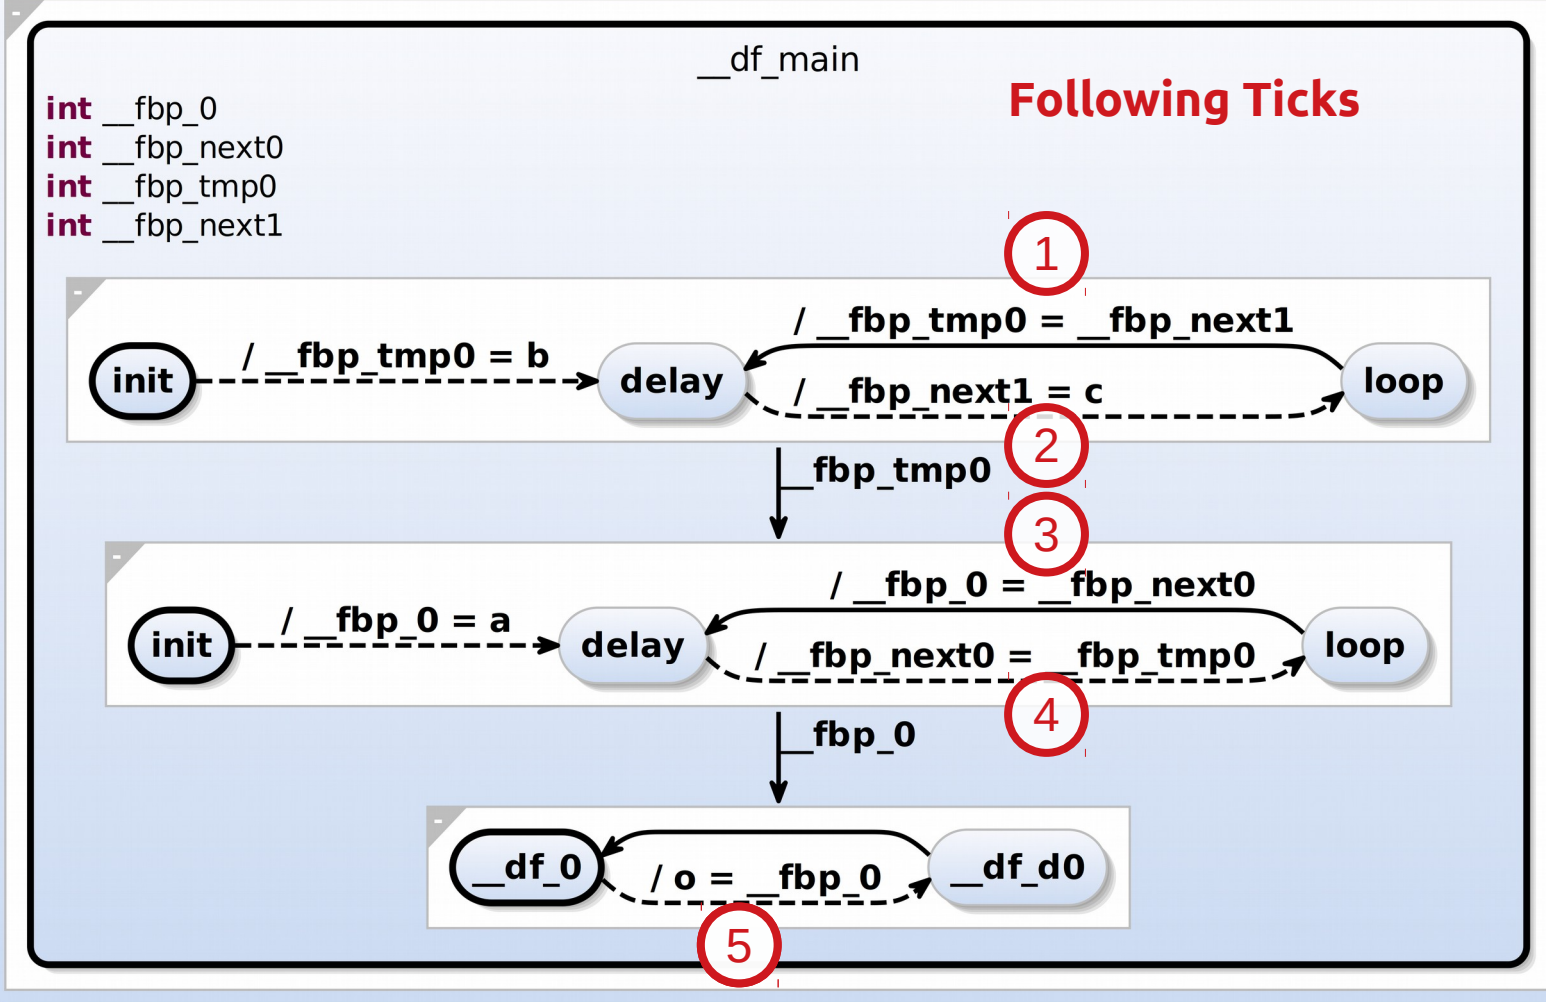 __df_main
Following Ticks
int __fbp_0
int __fbp_next0
int __fbp_tmp0
int __fbp_next1
1
-
/ __fbp_tmp0 = __fbp_next1
init
/ __fbp_tmp0 = b
delay
/ __fbp_next1 = c
loop
2
__fbp_tmp0
3
-
/ __fbp_0 = __fbp_next0
init
/ __fbp_0 = a
delay
/ __fbp_next0 = __fbp_tmp0
loop
4
__fbp_0
-
__df_0
/ o = __fbp_0
__df_d0
5